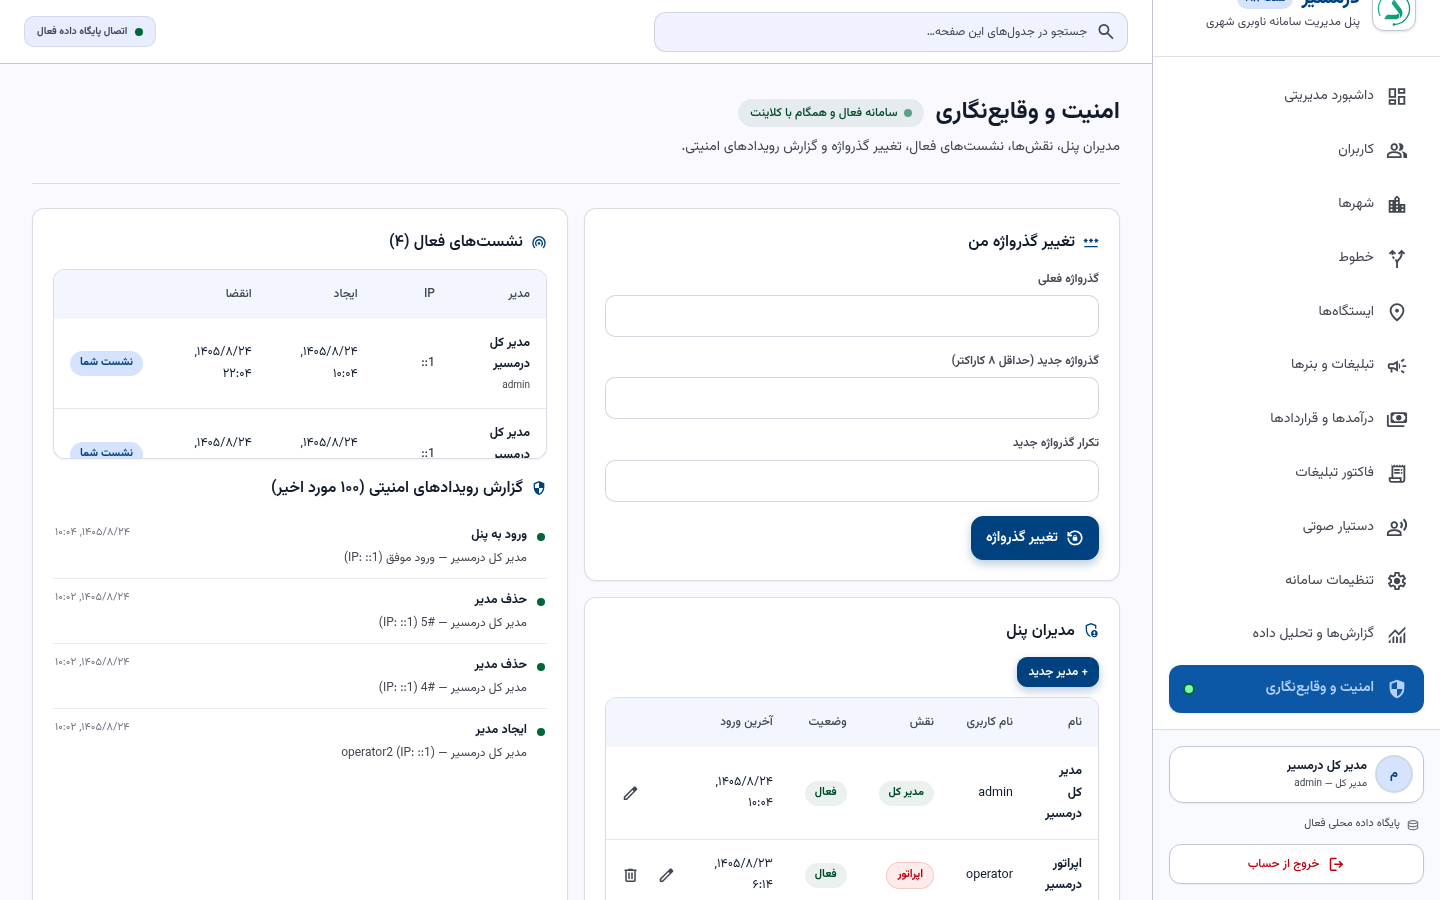 درمسیر
پنل مدیریت سامانه ناوبری شهری
داشبورد مدیریتی
کاربران
شهرها
خطوط
ایستگاه‌ها
تبلیغات و بنرها
درآمدها و قراردادها
فاکتور تبلیغات
دستیار صوتی
تنظیمات سامانه
گزارش‌ها و تحلیل داده
امنیت و وقایع‌نگاری
م
مدیر کل درمسیر
مدیر کل — admin
پایگاه داده محلی فعال
خروج از حساب
جستجو در جدول‌های این صفحه...
اتصال پایگاه داده فعال
امنیت و وقایع‌نگاری
سامانه فعال و همگام با کلاینت
مدیران پنل، نقش‌ها، نشست‌های فعال، تغییر گذرواژه و گزارش رویدادهای امنیتی.
تغییر گذرواژه من
گذرواژه فعلی
گذرواژه جدید (حداقل ۸ کاراکتر)
تکرار گذرواژه جدید
تغییر گذرواژه
مدیران پنل
+ مدیر جدید
نام نام کاربری نقش وضعیت آخرین ورود
مدیر کل درمسیر admin مدیر کل فعال ۱۴۰۵/۸/۲۴, ۱۰:۰۴
اپراتور درمسیر operator اپراتور فعال ۱۴۰۵/۸/۲۳, ۶:۱۴
نشست‌های فعال (۴)
مدیر IP ایجاد انقضا
مدیر کل درمسیر admin ::1 ۱۴۰۵/۸/۲۴, ۱۰:۰۴ ۱۴۰۵/۸/۲۴, ۲۲:۰۴ نشست شما
مدیر کل درمسیر ::1 ۱۴۰۵/۸/۲۴, ۱۴۰۵/۸/۲۴, نشست شما
گزارش رویدادهای امنیتی (۱۰۰ مورد اخیر)
ورود به پنل ۱۴۰۵/۸/۲۴, ۱۰:۰۴
مدیر کل درمسیر — ورود موفق (IP: ::1)
حذف مدیر ۱۴۰۵/۸/۲۴, ۱۰:۰۲
مدیر کل درمسیر — #5 (IP: ::1)
حذف مدیر ۱۴۰۵/۸/۲۴, ۱۰:۰۲
مدیر کل درمسیر — #4 (IP: ::1)
ایجاد مدیر ۱۴۰۵/۸/۲۴, ۱۰:۰۲
مدیر کل درمسیر — operator2 (IP: ::1)